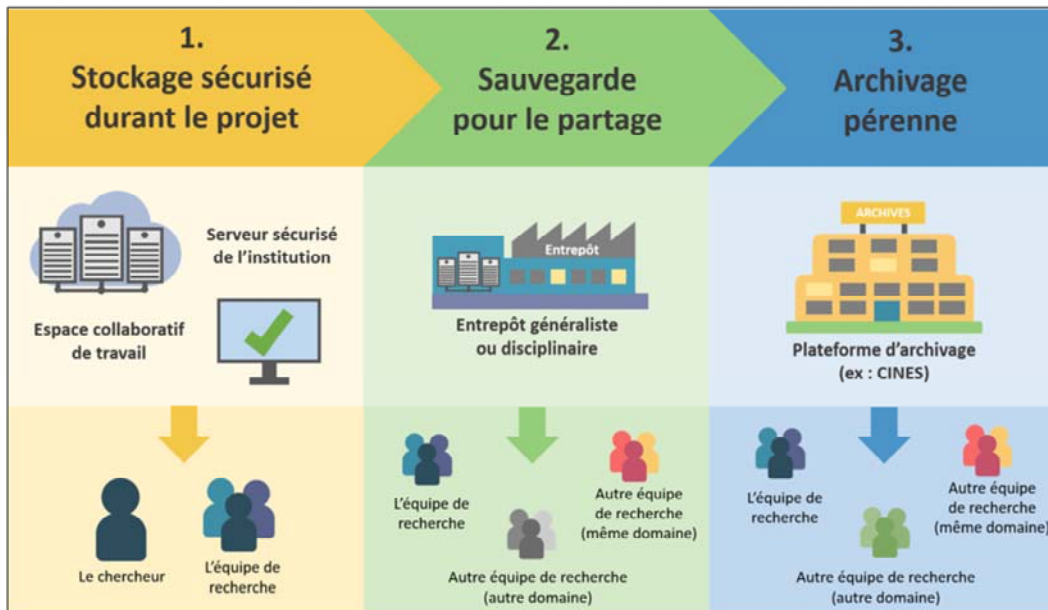 1.
Stockage sécurisé
durant le projet
2.
Sauvegarde
pour le partage
3.
Archivage
pérenne
Serveur sécurisé
de l'institution
Espace collaboratif
de travail
Entrepôt
Entrepôt généraliste
ou disciplinaire
ARCHIVES
Plateforme d'archivage
(ex : CINES)
Le chercheur
L'équipe de
recherche
L'équipe de
recherche
Autre équipe
de recherche
(même domaine)
Autre équipe de recherche
(autre domaine)
L'équipe de
recherche
Autre équipe
de recherche
(même domaine)
Autre équipe de recherche
(autre domaine)